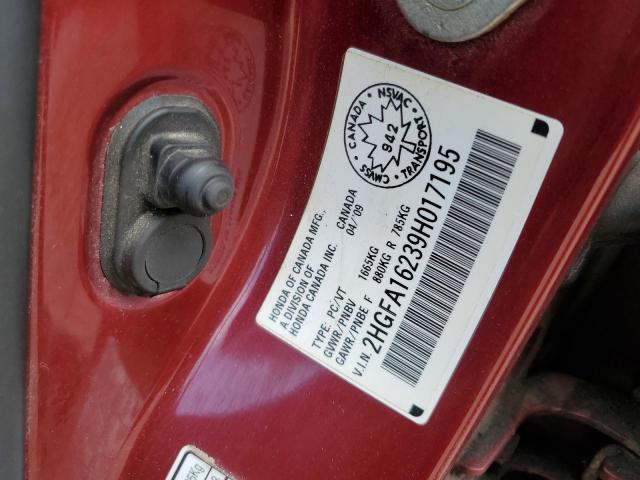 CANADA • NSVAC • TRANSPORT • CMVSS
942
HONDA OF CANADA MFG.,
A DIVISION OF
HONDA CANADA INC. CANADA
04/'09
TYPE: PC/VT
GVWR/PNBV 1665KG
GAWR/PNBE F 880KG R 785KG
V.I.N. 2HGFA16239H017195